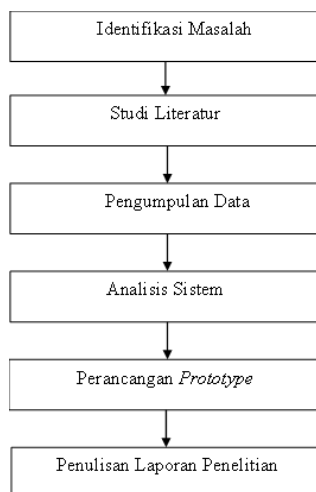 Identifikasi Masalah
Studi Literatur
Pengumpulan Data
Analisis Sistem
Perancangan Prototype
Penulisan Laporan Penelitian